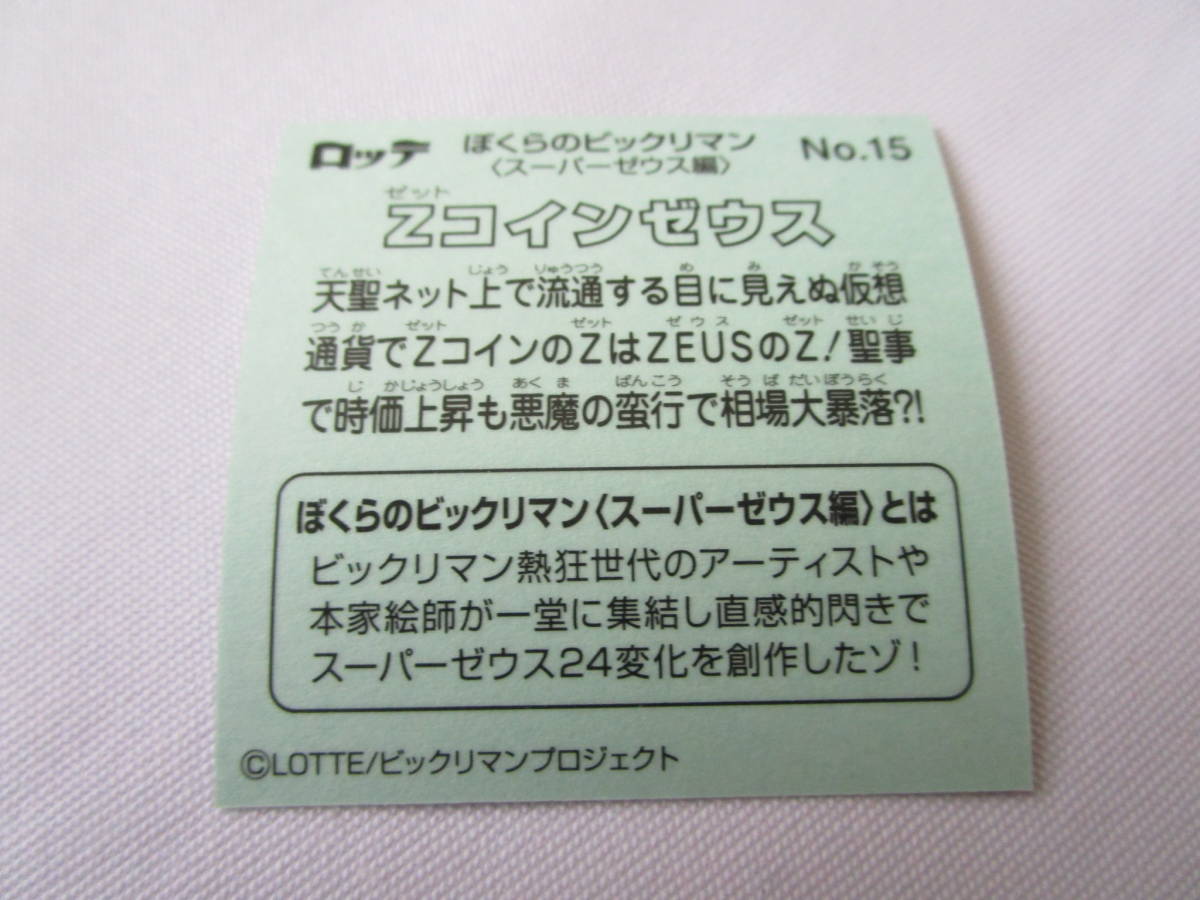 ロッテ ぼくらのビックリマン No.15
〈スーパーゼウス編〉
ゼット
Zコインゼウス
てんせい じょう りゅうつう め み かそう
天聖ネット上で流通する目に見えぬ仮想
つうか ゼット ゼット ゼウス ゼット せいじ
通貨でZコインのZはZEUSのZ!聖事
じかじょうしょう あくま ばんこう そうばだいぼうらく
で時価上昇も悪魔の蛮行で相場大暴落?!
ぼくらのビックリマン〈スーパーゼウス編〉とは
ビックリマン熱狂世代のアーティストや
本家絵師が一堂に集結し直感的閃きで
スーパーゼウス24変化を創作したゾ!
©LOTTE/ビックリマンプロジェクト